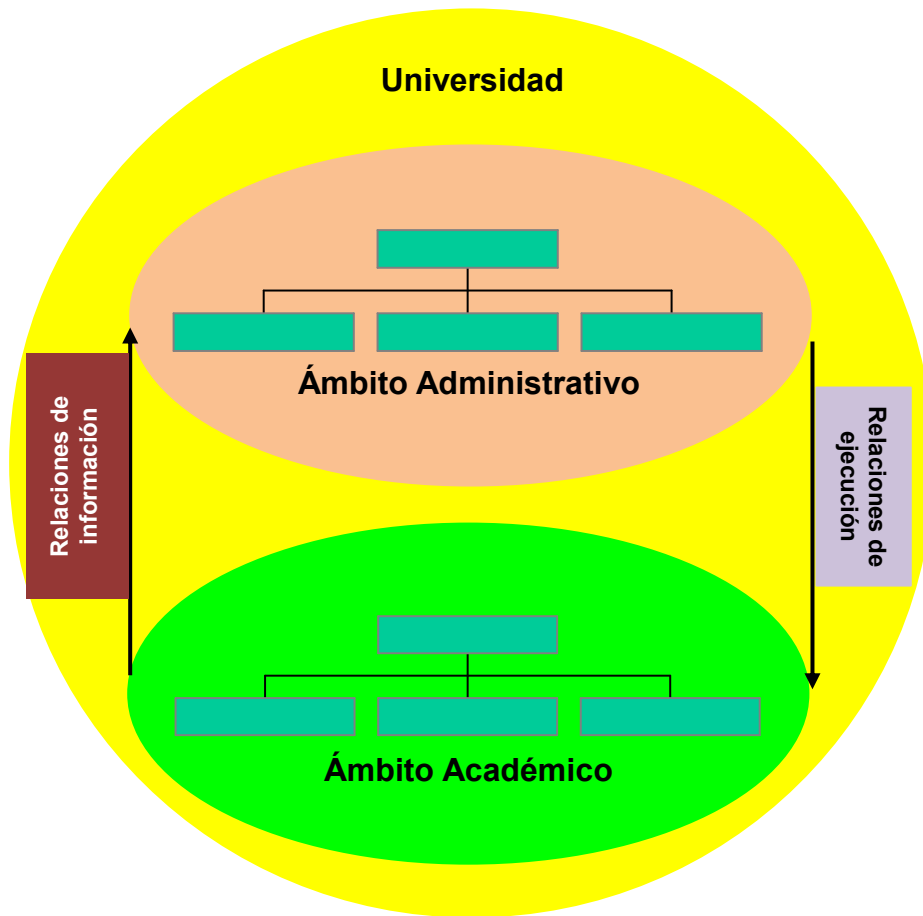 Universidad
Ámbito Administrativo
Relaciones de
información
Relaciones de
ejecución
Ámbito Académico